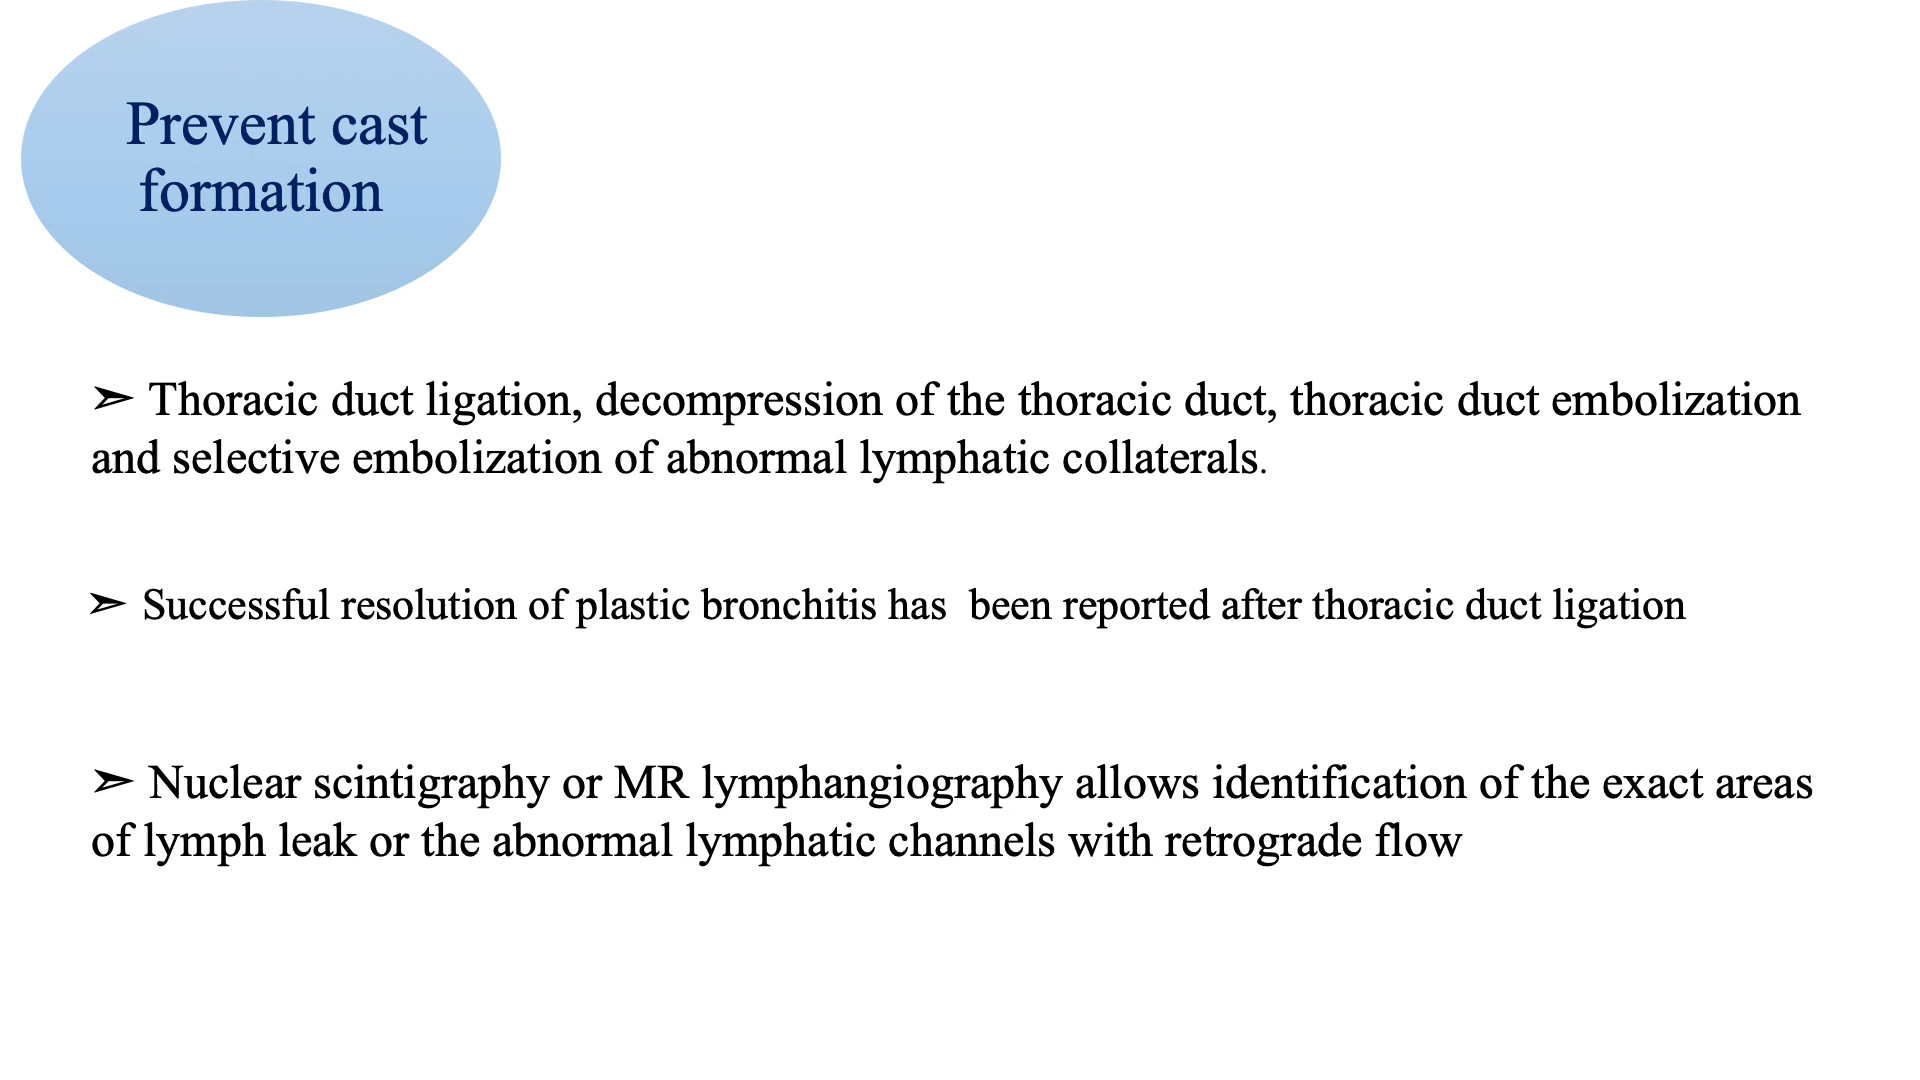 Prevent cast
formation
➢ Thoracic duct ligation, decompression of the thoracic duct, thoracic duct embolization
and selective embolization of abnormal lymphatic collaterals.
➢ Successful resolution of plastic bronchitis has  been reported after thoracic duct ligation
➢ Nuclear scintigraphy or MR lymphangiography allows identification of the exact areas
of lymph leak or the abnormal lymphatic channels with retrograde flow